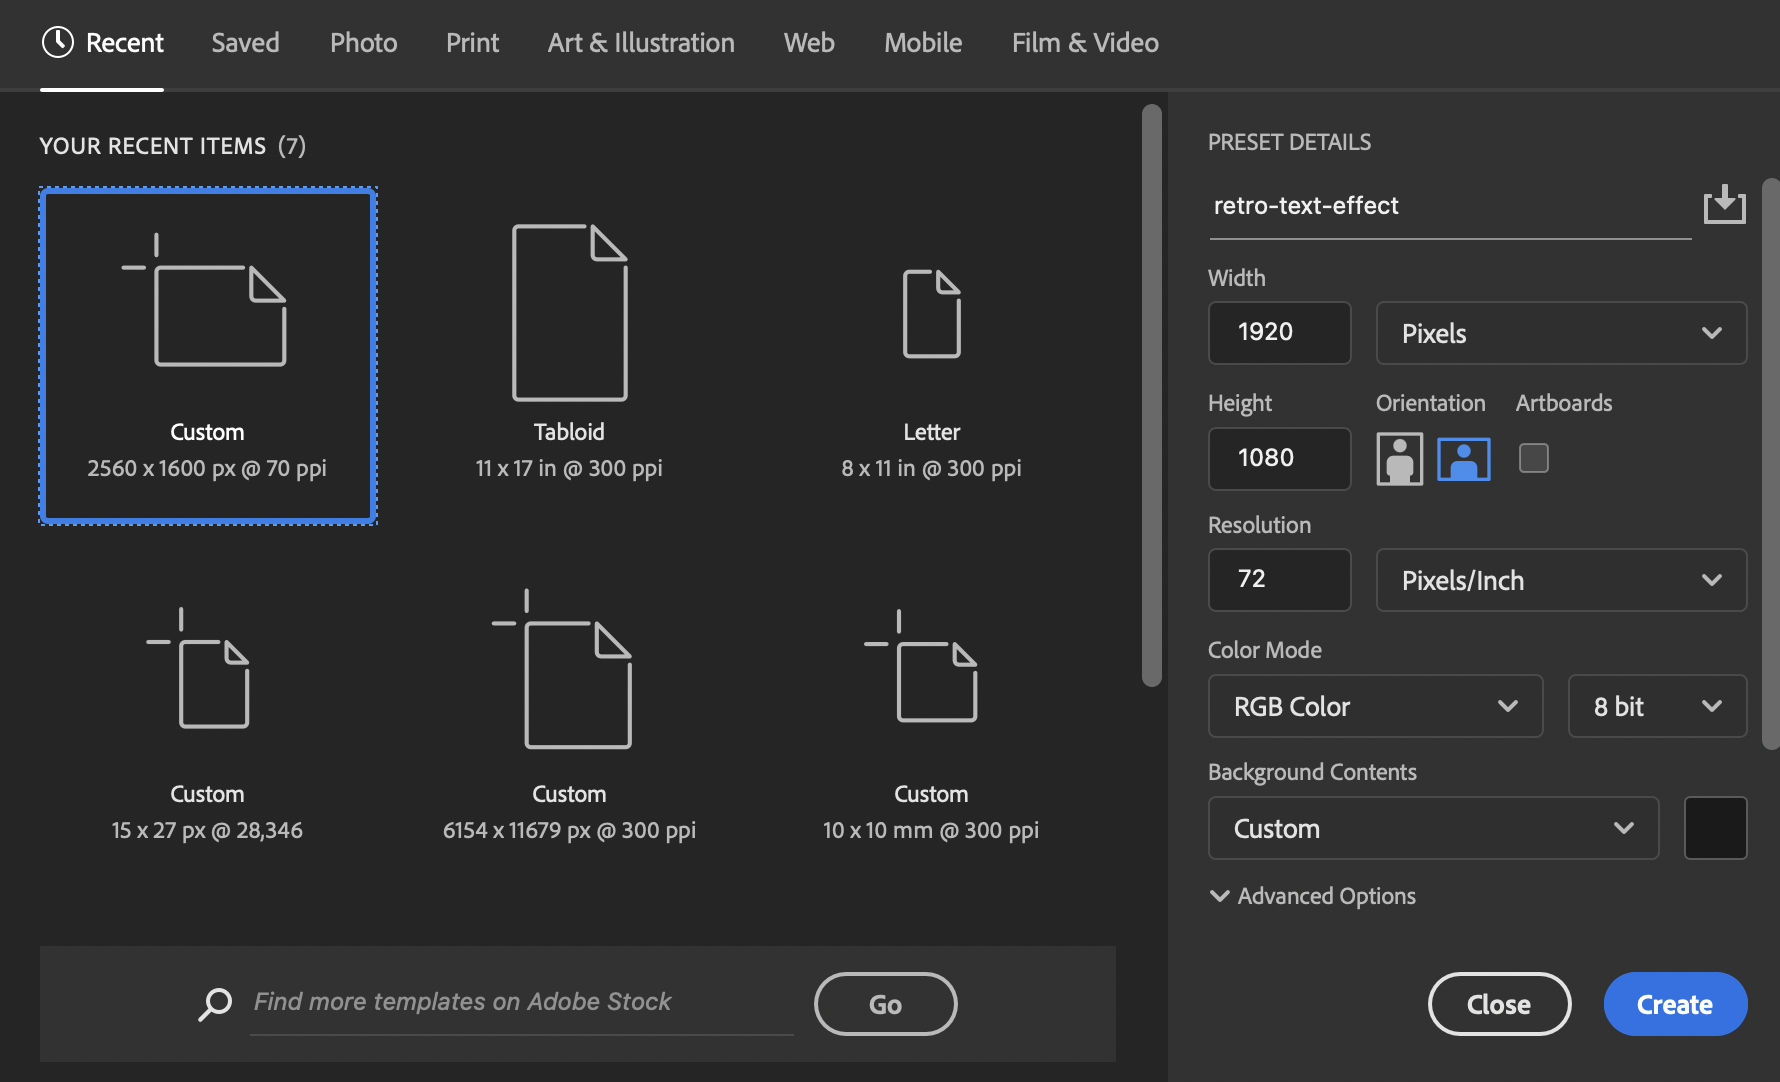 Recent Saved Photo Print Art & Illustration Web Mobile Film & Video
YOUR RECENT ITEMS (7)
Custom
2560 x 1600 px @ 70 ppi
Tabloid
11 x 17 in @ 300 ppi
Letter
8 x 11 in @ 300 ppi
Custom
15 x 27 px @ 28,346
Custom
6154 x 11679 px @ 300 ppi
Custom
10 x 10 mm @ 300 ppi
Find more templates on Adobe Stock
Go
PRESET DETAILS
retro-text-effect
Width
1920 Pixels
Height Orientation Artboards
1080
Resolution
72 Pixels/Inch
Color Mode
RGB Color 8 bit
Background Contents
Custom
Advanced Options
Close Create